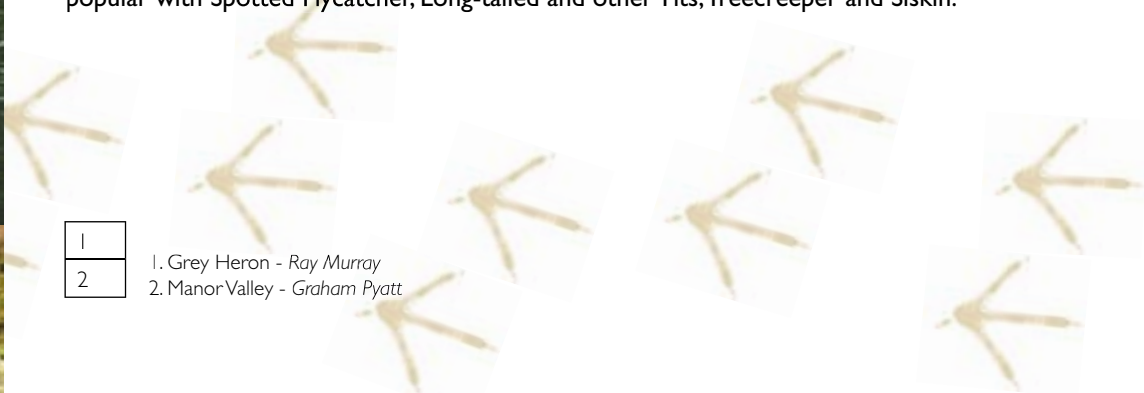 popular with Spotted Flycatcher, Long-tailed and other Tits, Treecreeper and Siskin.
1
2
1. Grey Heron - Ray Murray
2. Manor Valley - Graham Pyatt